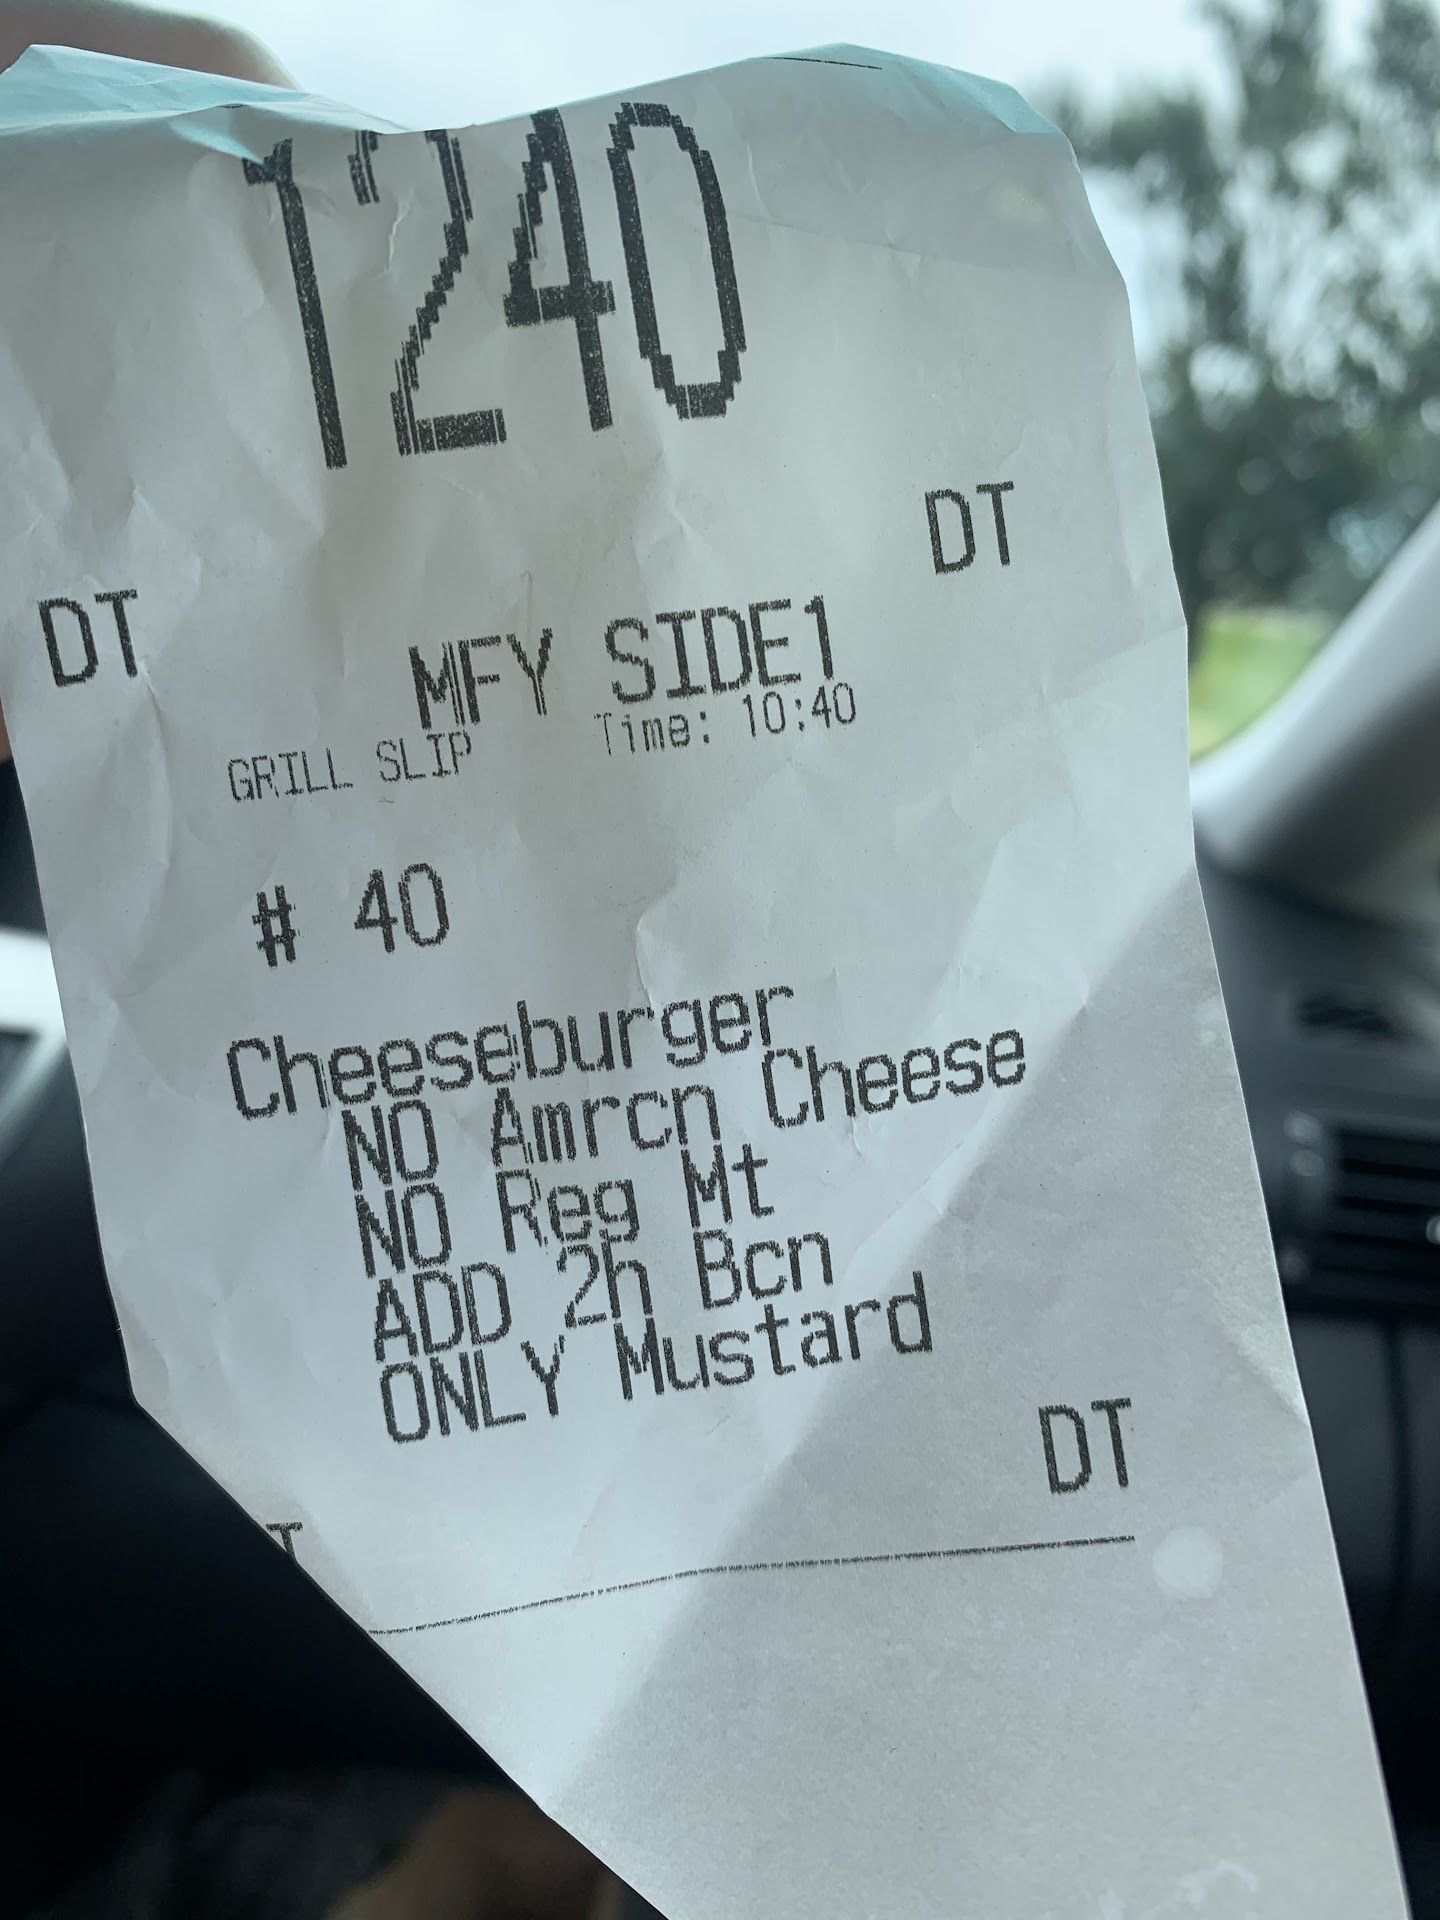 1240
DT DT
MFY SIDE1
GRILL SLIP Time: 10:40
# 40
Cheeseburger
NO Amrcn Cheese
NO Reg Mt
ADD 2h Bcn
ONLY Mustard
T DT